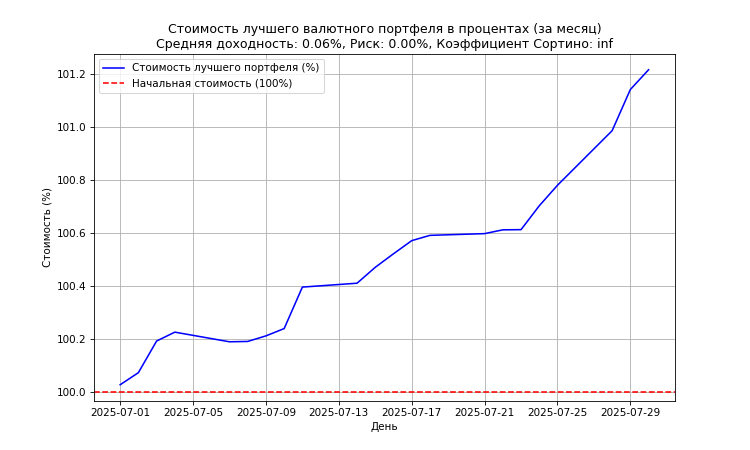 Стоимость лучшего валютного портфеля в процентах (за месяц)
Средняя доходность: 0.06%, Риск: 0.00%, Коэффициент Сортино: inf
Стоимость лучшего портфеля (%)
Начальная стоимость (100%)
Стоимость (%)
101.2
101.0
100.8
100.6
100.4
100.2
100.0
2025-07-01 2025-07-05 2025-07-09 2025-07-13 2025-07-17 2025-07-21 2025-07-25 2025-07-29
День